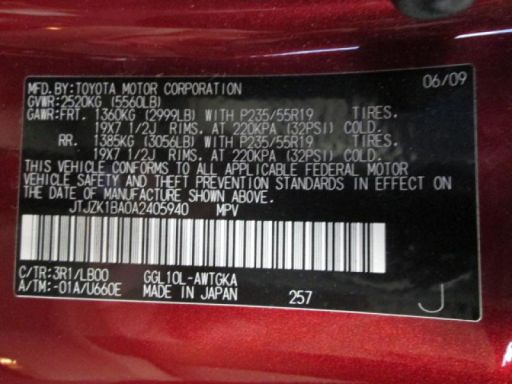 MFD.BY:TOYOTA MOTOR CORPORATION 06/09
GVWR:2520KG (5560LB)
GAWR:FRT. 1360KG (2999LB) WITH P235/55R19 TIRES.
19X7 1/2J RIMS. AT 220KPA (32PSI) COLD.
RR. 1385KG (3056LB) WITH P235/55R19 TIRES.
19X7 1/2J RIMS. AT 220KPA (32PSI) COLD.
THIS VEHICLE CONFORMS TO ALL APPLICABLE FEDERAL MOTOR
VEHICLE SAFETY AND THEFT PREVENTION STANDARDS IN EFFECT ON
THE DATE OF MANUFACTURE SHOWN ABOVE.
JTJZK1BA0A2405940 MPV
C/TR:3R1/LB00 GGL10L-AWTGKA
A/TM:-01A/U660E MADE IN JAPAN 257 J